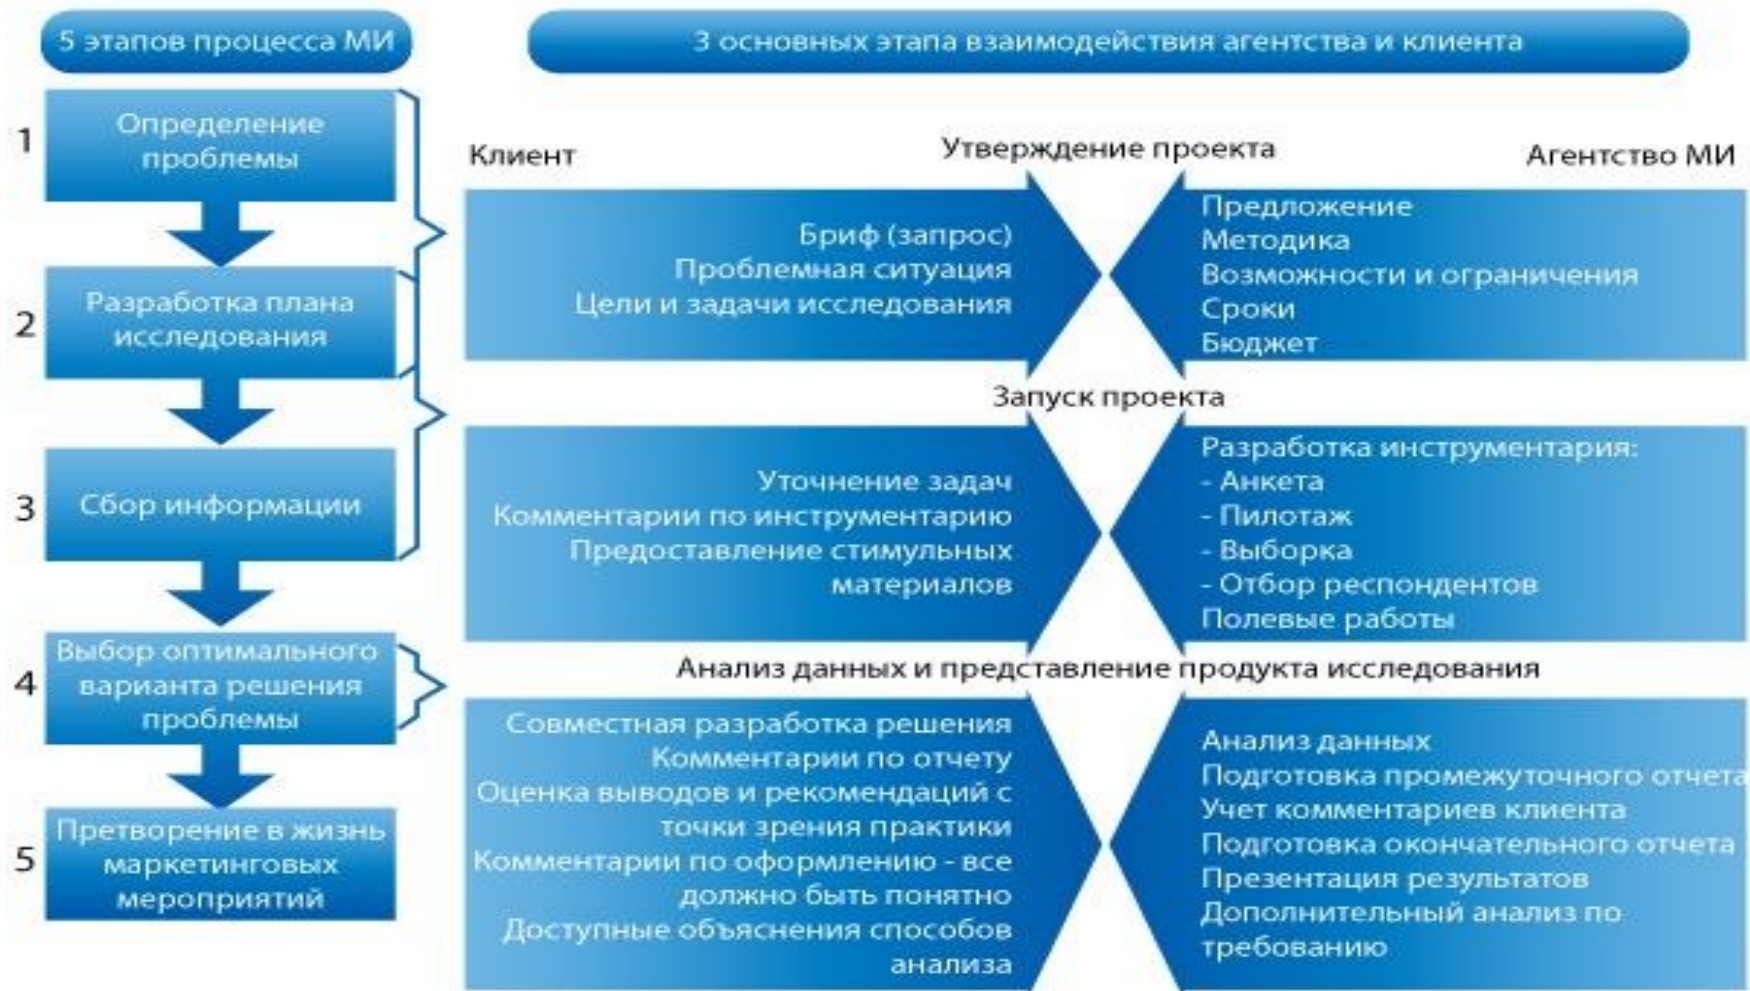 5 этапов процесса МИ
1
Определение
проблемы
2
Разработка плана
исследования
3
Сбор информации
4
Выбор оптимального
варианта решения
проблемы
5
Претворение в жизнь
маркетинговых
мероприятий
3 основных этапа взаимодействия агентства и клиента
Клиент
Утверждение проекта
Агентство МИ
Бриф (запрос)
Проблемная ситуация
Цели и задачи исследования
Предложение
Методика
Возможности и ограничения
Сроки
Бюджет
Запуск проекта
Уточнение задач
Комментарии по инструментарию
Предоставление стимульных
материалов
Разработка инструментария:
- Анкета
- Пилотаж
- Выборка
- Отбор респондентов
Полевые работы
Анализ данных и представление продукта исследования
Совместная разработка решения
Комментарии по отчету
Оценка выводов и рекомендаций с
точки зрения практики
Комментарии по оформлению - все
должно быть понятно
Доступные объяснения способов
анализа
Анализ данных
Подготовка промежуточного отчета
Учет комментариев клиента
Подготовка окончательного отчета
Презентация результатов
Дополнительный анализ по
требованию